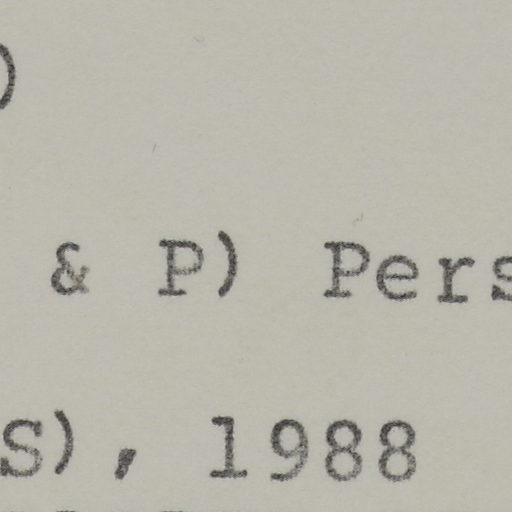 )
& P) Pers
S), 1988